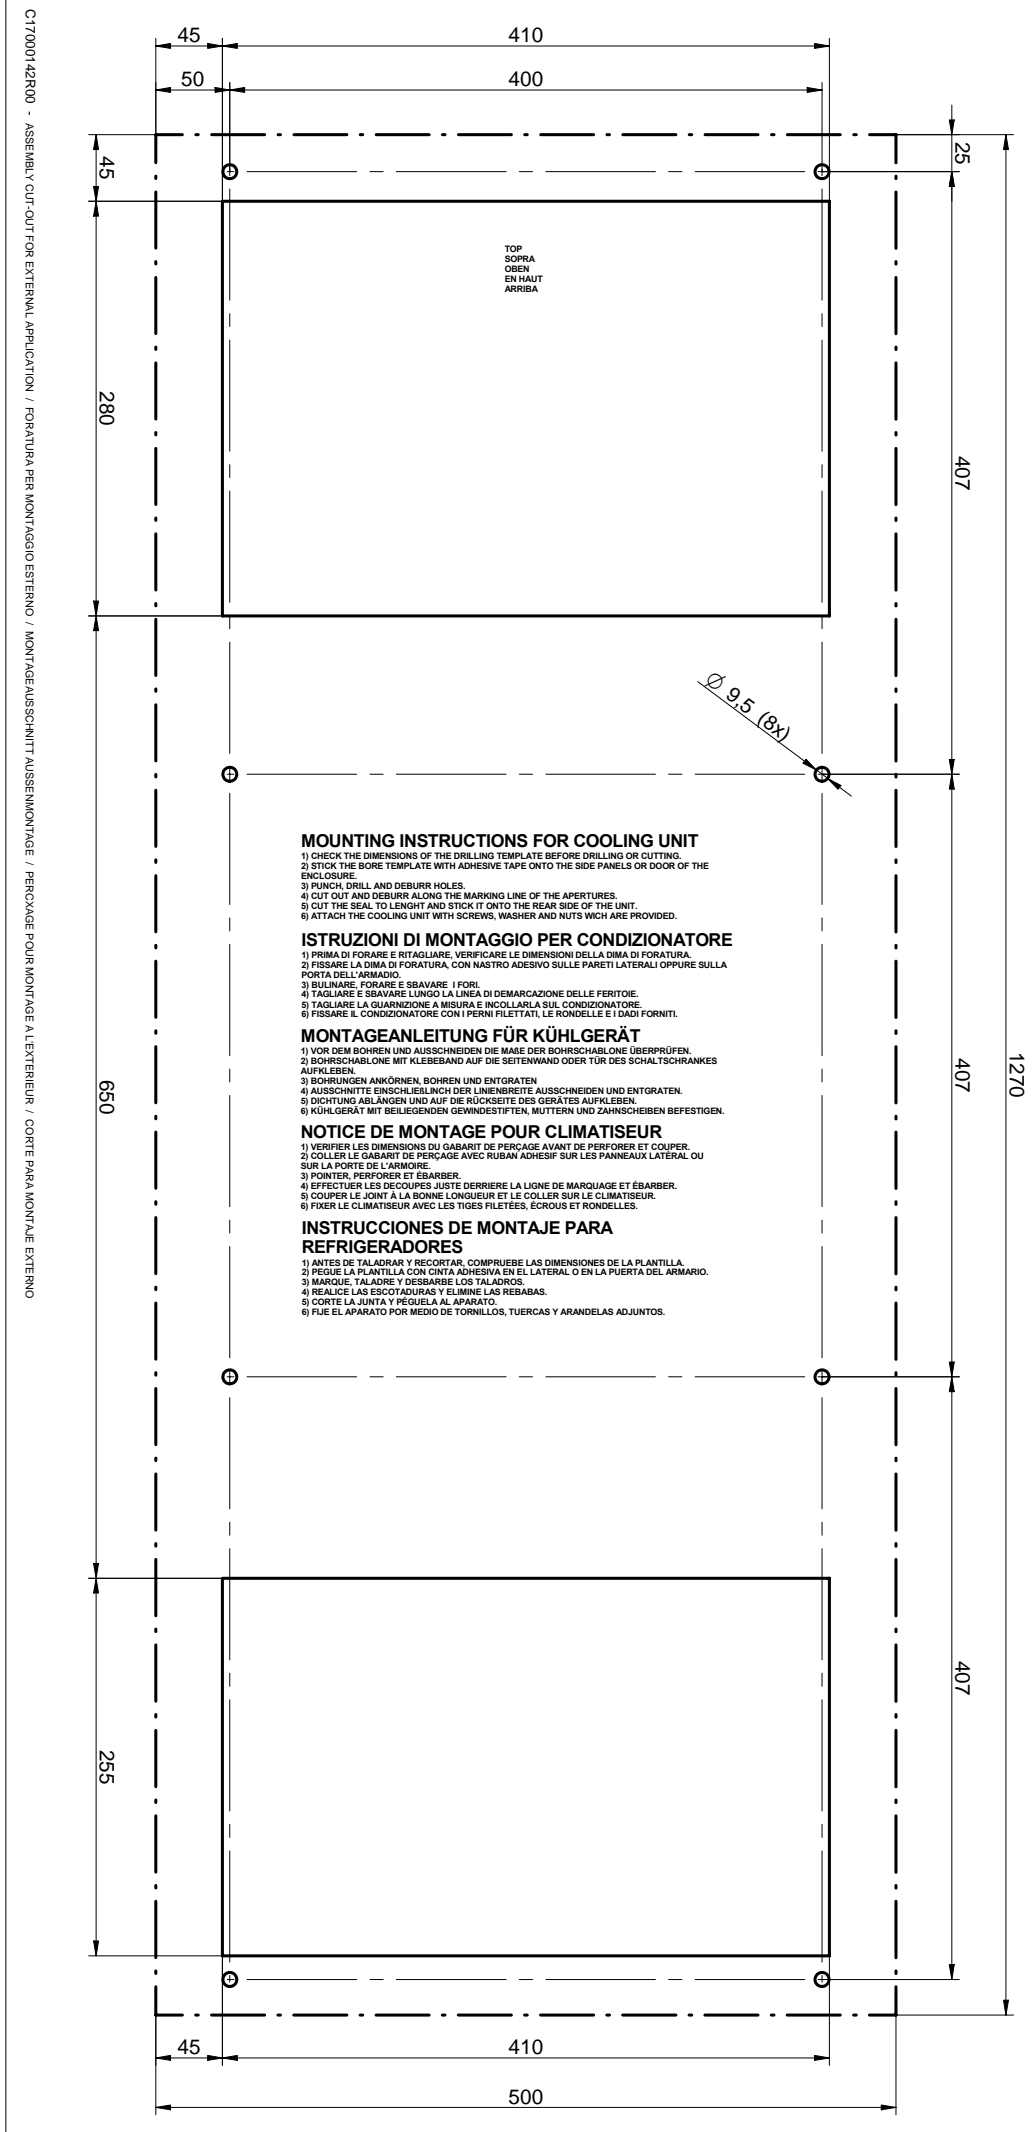 45
410
50
400
25
45
TOP
SOPRA
OBEN
EN HAUT
ARRIBA
280
407
Ø 9,5 (8x)
MOUNTING INSTRUCTIONS FOR COOLING UNIT
1) CHECK THE DIMENSIONS OF THE DRILLING TEMPLATE BEFORE DRILLING OR CUTTING.
2) STICK THE BORE TEMPLATE WITH ADHESIVE TAPE ONTO THE SIDE PANELS OR DOOR OF THE
ENCLOSURE.
3) PUNCH, DRILL AND DEBURR HOLES.
4) CUT OUT AND DEBURR ALONG THE MARKING LINE OF THE APERTURES.
5) CUT THE SEAL TO LENGHT AND STICK IT ONTO THE REAR SIDE OF THE UNIT.
6) ATTACH THE COOLING UNIT WITH SCREWS, WASHER AND NUTS WICH ARE PROVIDED.
ISTRUZIONI DI MONTAGGIO PER CONDIZIONATORE
1) PRIMA DI FORARE E RITAGLIARE, VERIFICARE LE DIMENSIONI DELLA DIMA DI FORATURA.
2) FISSARE LA DIMA DI FORATURA, CON NASTRO ADESIVO SULLE PARETI LATERALI OPPURE SULLA
PORTA DELL'ARMADIO.
3) BULINARE, FORARE E SBAVARE I FORI.
4) TAGLIARE E SBAVARE LUNGO LA LINEA DI DEMARCAZIONE DELLE FERITOIE.
5) TAGLIARE LA GUARNIZIONE A MISURA E INCOLLARLA SUL CONDIZIONATORE.
6) FISSARE IL CONDIZIONATORE CON I PERNI FILETTATI, LE RONDELLE E I DADI FORNITI.
MONTAGEANLEITUNG FÜR KÜHLGERÄT
1) VOR DEM BOHREN UND AUSSCHNEIDEN DIE MAßE DER BOHRSCHABLONE ÜBERPRÜFEN.
2) BOHRSCHABLONE MIT KLEBEBAND AUF DIE SEITENWAND ODER TÜR DES SCHALTSCHRANKES
AUFKLEBEN.
3) BOHRUNGEN ANKÖRNEN, BOHREN UND ENTGRATEN
4) AUSSCHNITTE EINSCHLIEßLINCH DER LINIENBREITE AUSSCHNEIDEN UND ENTGRATEN.
5) DICHTUNG ABLÄNGEN UND AUF DIE RÜCKSEITE DES GERÄTES AUFKLEBEN.
6) KÜHLGERÄT MIT BEILIEGENDEN GEWINDESTIFTEN, MUTTERN UND ZAHNSCHEIBEN BEFESTIGEN.
NOTICE DE MONTAGE POUR CLIMATISEUR
1) VERIFIER LES DIMENSIONS DU GABARIT DE PERÇAGE AVANT DE PERFORER ET COUPER.
2) COLLER LE GABARIT DE PERÇAGE AVEC RUBAN ADHESIF SUR LES PANNEAUX LATÉRAL OU
SUR LA PORTE DE L'ARMOIRE.
3) POINTER, PERFORER ET ÉBARBER.
4) EFFECTUER LES DECOUPES JUSTE DERRIERE LA LIGNE DE MARQUAGE ET ÉBARBER.
5) COUPER LE JOINT À LA BONNE LONGUEUR ET LE COLLER SUR LE CLIMATISEUR.
6) FIXER LE CLIMATISEUR AVEC LES TIGES FILETÉES, ÉCROUS ET RONDELLES.
INSTRUCCIONES DE MONTAJE PARA
REFRIGERADORES
1) ANTES DE TALADRAR Y RECORTAR, COMPRUEBE LAS DIMENSIONES DE LA PLANTILLA.
2) PEGUE LA PLANTILLA CON CINTA ADHESIVA EN EL LATERAL O EN LA PUERTA DEL ARMARIO.
3) MARQUE, TALADRE Y DESBARBE LOS TALADROS.
4) REALICE LAS ESCOTADURAS Y ELIMINE LAS REBABAS.
5) CORTE LA JUNTA Y PÉGUELA AL APARATO.
6) FIJE EL APARATO POR MEDIO DE TORNILLOS, TUERCAS Y ARANDELAS ADJUNTOS.
650
407
1270
407
255
45
410
500
C17000142R00 - ASSEMBLY CUT-OUT FOR EXTERNAL APPLICATION / FORATURA PER MONTAGGIO ESTERNO / MONTAGEAUSSCHNITT AUSSENMONTAGE / PERCXAGE POUR MONTAGE A L'EXTERIEUR / CORTE PARA MONTAJE EXTERNO